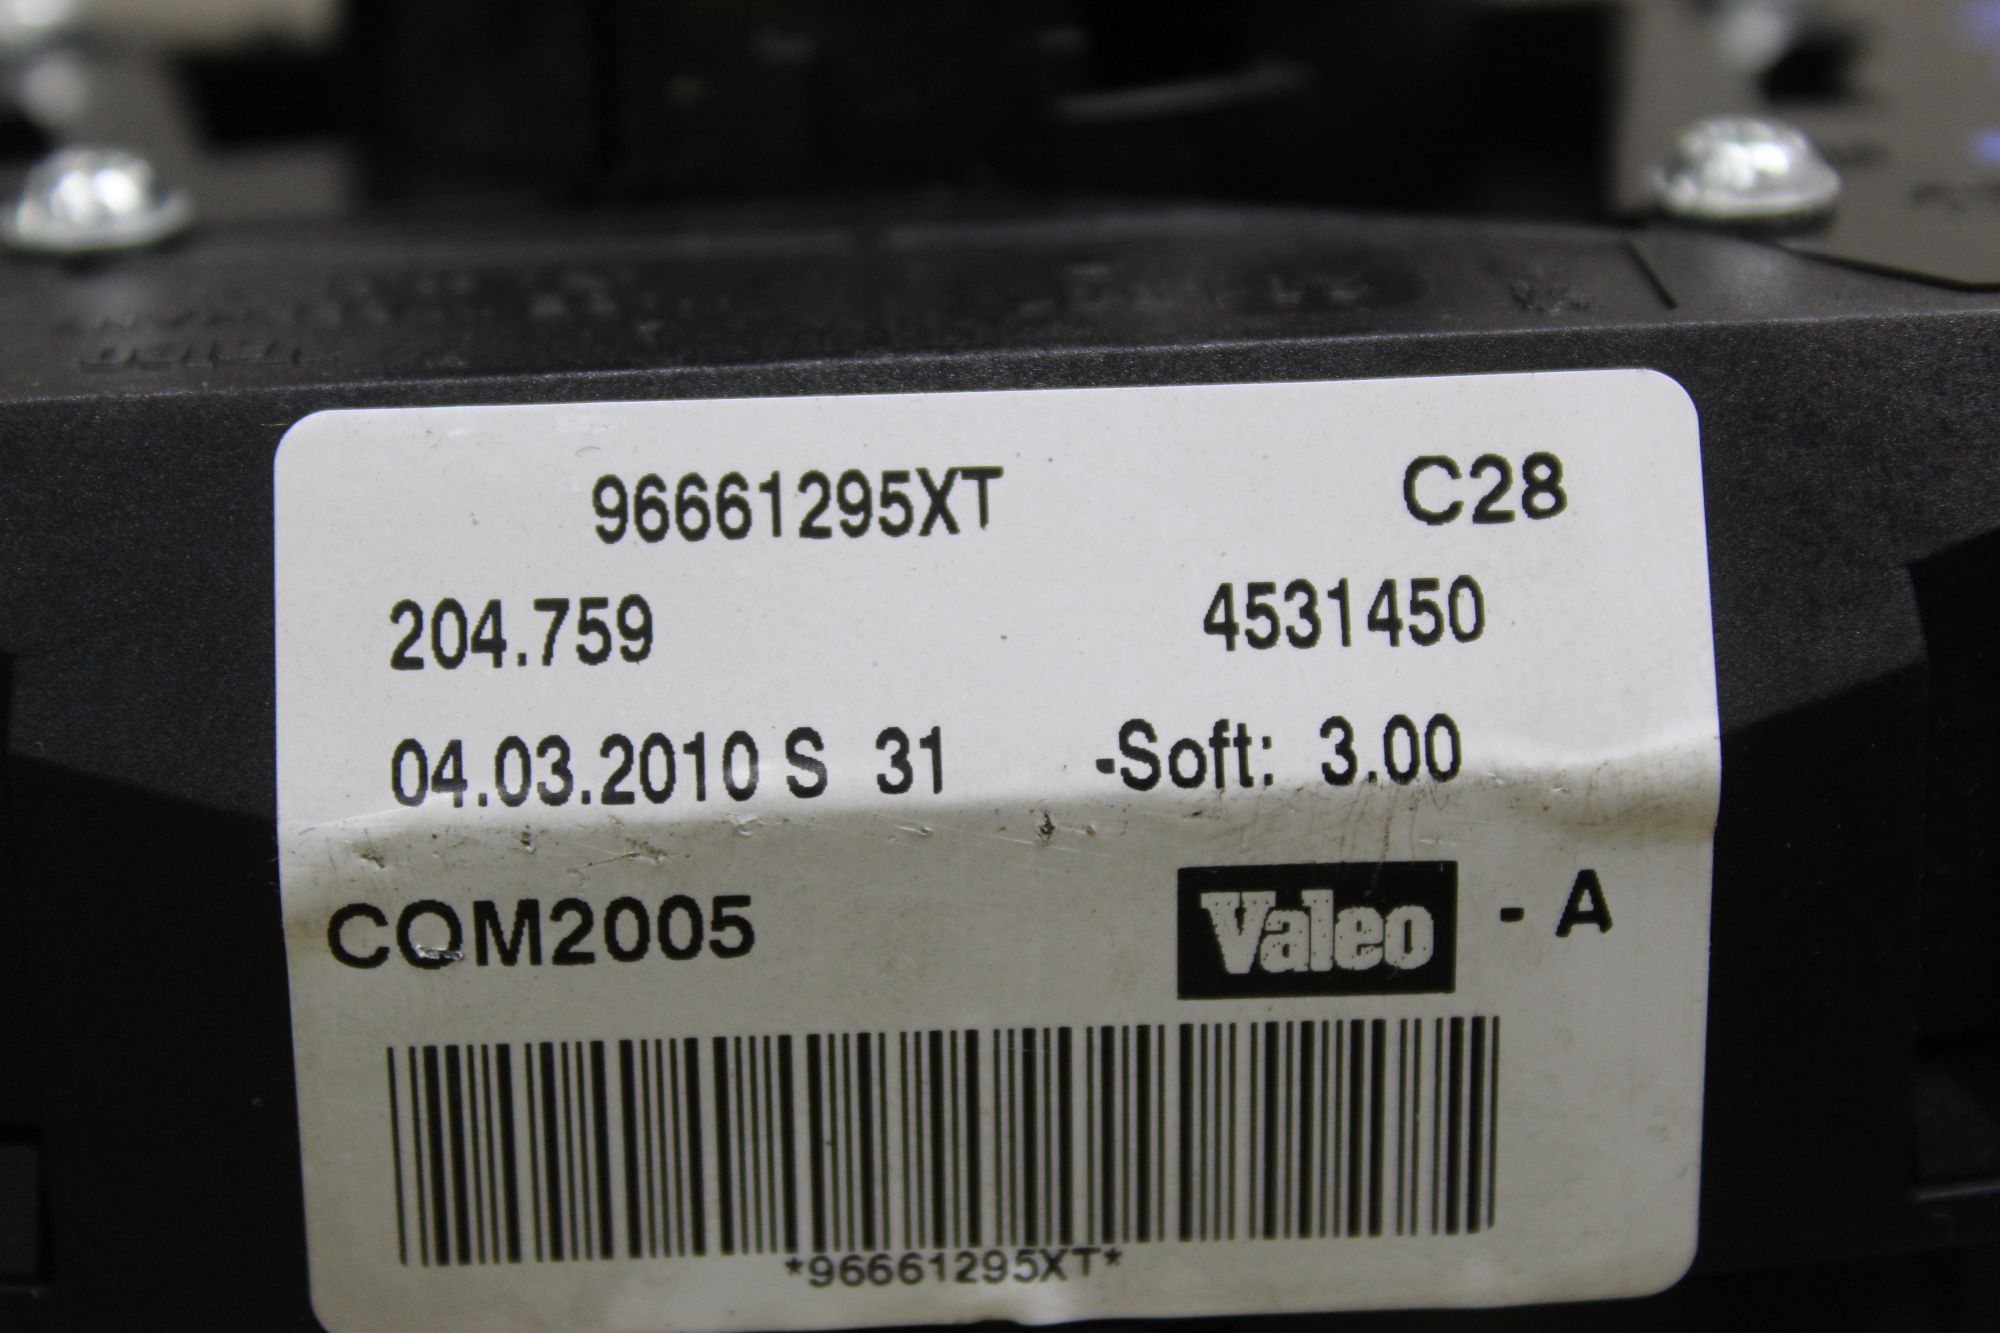 96661295XT C28
204.759 4531450
04.03.2010 S 31 -Soft: 3.00
COM2005 Valeo - A
*96661295XT*